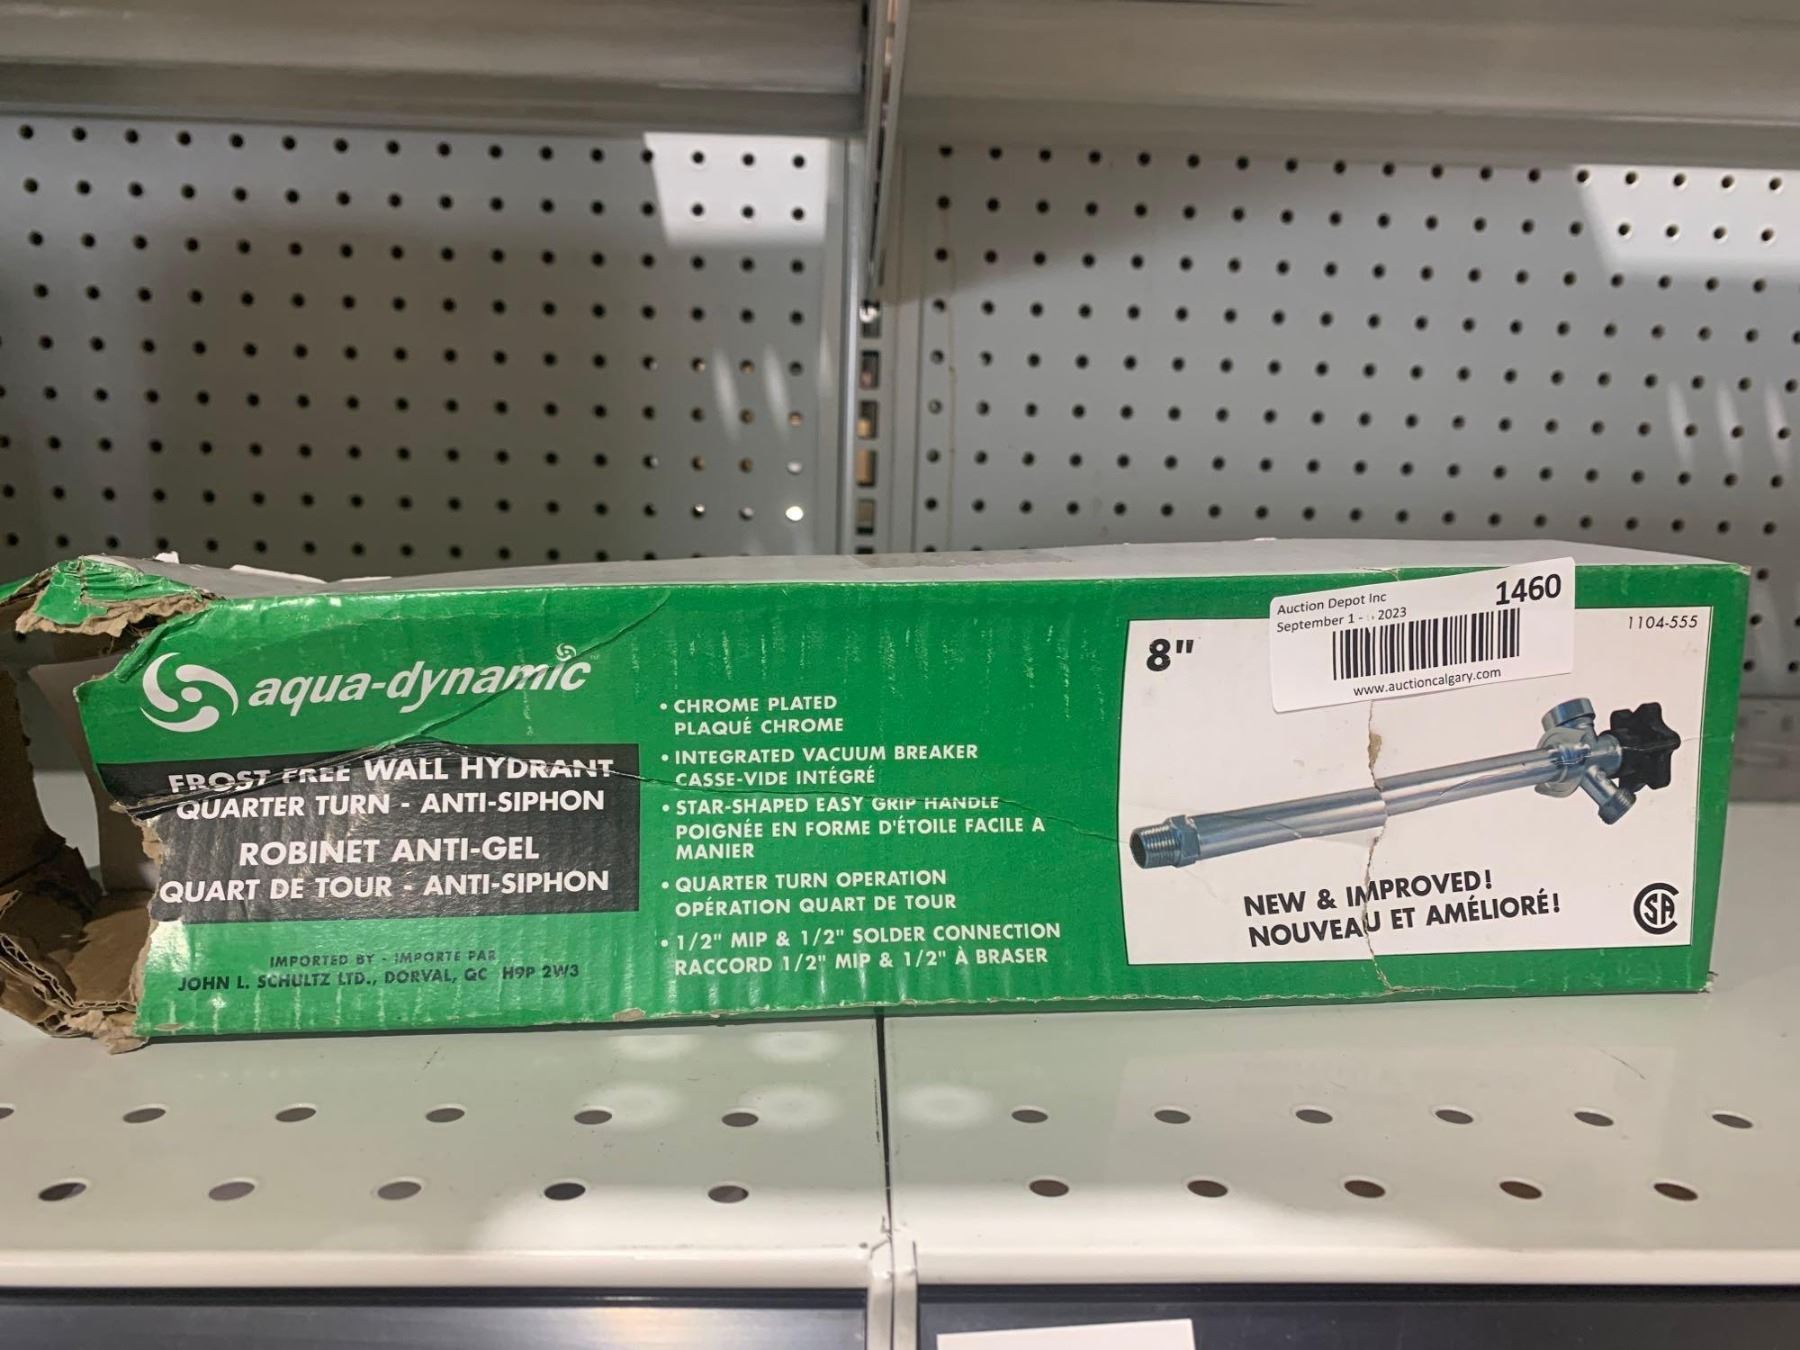 aqua-dynamic
FROST FREE WALL HYDRANT
QUARTER TURN - ANTI-SIPHON
ROBINET ANTI-GEL
QUART DE TOUR - ANTI-SIPHON
IMPORTED BY - IMPORTE PAR
JOHN L. SCHULTZ LTD., DORVAL, QC H9P 2W3
• CHROME PLATED
PLAQUÉ CHROME
• INTEGRATED VACUUM BREAKER
CASSE-VIDE INTÉGRÉ
• STAR-SHAPED EASY GRIP HANDLE
POIGNÉE EN FORME D'ÉTOILE FACILE A
MANIER
• QUARTER TURN OPERATION
OPÉRATION QUART DE TOUR
• 1/2" MIP & 1/2" SOLDER CONNECTION
RACCORD 1/2" MIP & 1/2" À BRASER
8"
Auction Depot Inc
1460
September 1 - 2023
www.auctioncalgary.com
1104-555
NEW & IMPROVED!
NOUVEAU ET AMÉLIORÉ!
CSA